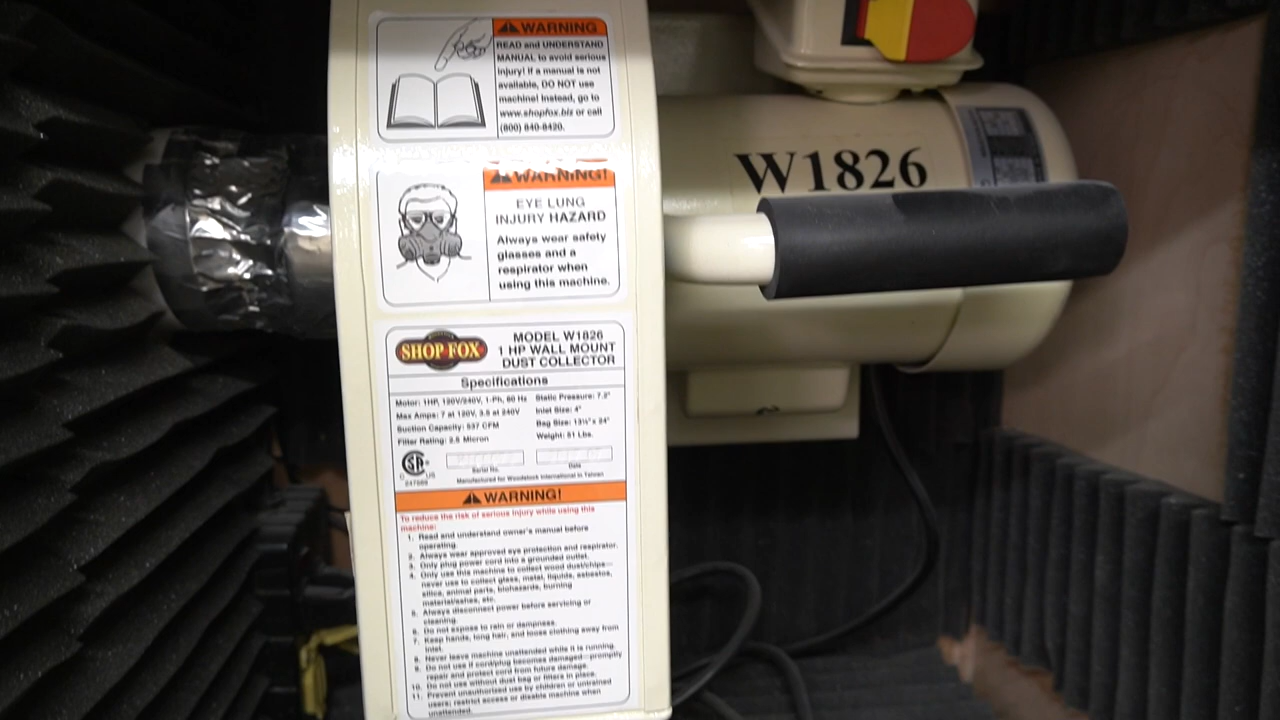 WARNING
READ and UNDERSTAND
MANUAL to avoid serious
injury! If a manual is not
available, DO NOT use
machine! Instead, go to
www.shopfox.biz or call
(800) 840-8420.
WARNING!
EYE LUNG
INJURY HAZARD
Always wear safety
glasses and a
respirator when
using this machine.
W1826
SHOP FOX
MODEL W1826
1 HP WALL MOUNT
DUST COLLECTOR
Specifications
Motor: 1HP, 120V/240V, 1-Ph, 60 Hz
Max Amps: 7 at 120V, 3.5 at 240V
Suction Capacity: 537 CFM
Filter Rating: 2.5 Micron
Static Pressure: 7.2"
Inlet Size: 4"
Bag Size: 13½" x 24"
Weight: 51 Lbs.
C US
247069
Serial No.
Date
Manufactured for Woodstock International in Taiwan
WARNING!
To reduce the risk of serious injury while using this
machine:
1. Read and understand owner's manual before
operating.
2. Always wear approved eye protection and respirator.
3. Only plug power cord into a grounded outlet.
4. Only use this machine to collect wood dust/chips—
never use to collect glass, metal, liquids, asbestos,
silica, animal parts, biohazards, burning
material/ashes, etc.
5. Always disconnect power before servicing or
cleaning.
6. Do not expose to rain or dampness.
7. Keep hands, long hair, and loose clothing away from
inlet.
8. Never leave machine unattended while it is running.
9. Do not use if cord/plug becomes damaged—promptly
repair and protect cord from future damage.
10. Do not use without dust bag or filters in place.
11. Prevent unauthorized use by children or untrained
users; restrict access or disable machine when
unattended.